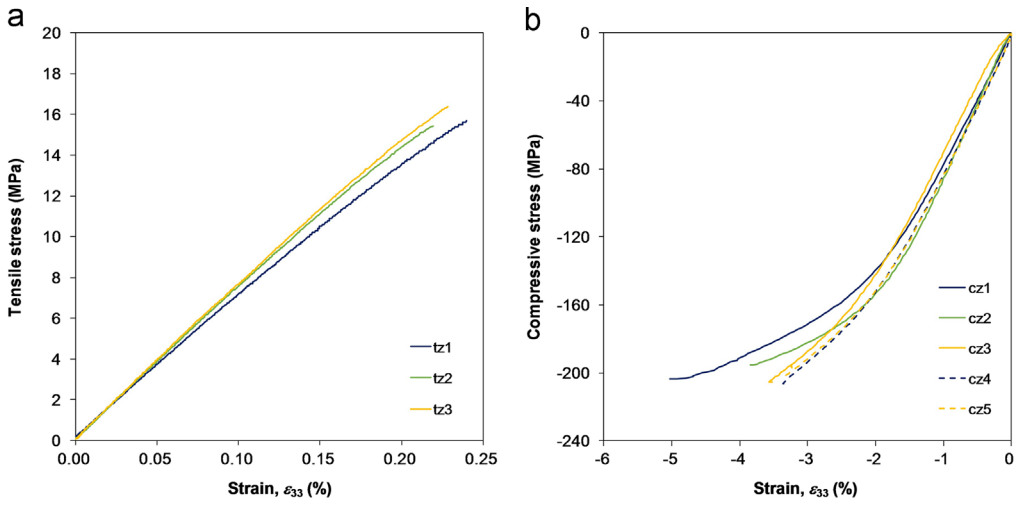 a
Tensile stress (MPa)
20
18
16
14
12
10
8
6
4
2
0
0.00
0.05
0.10
0.15
0.20
0.25
Strain, ε33 (%)
tz1
tz2
tz3
b
Compressive stress (MPa)
0
-40
-80
-120
-160
-200
-240
-6
-5
-4
-3
-2
-1
0
Strain, ε33 (%)
cz1
cz2
cz3
cz4
cz5